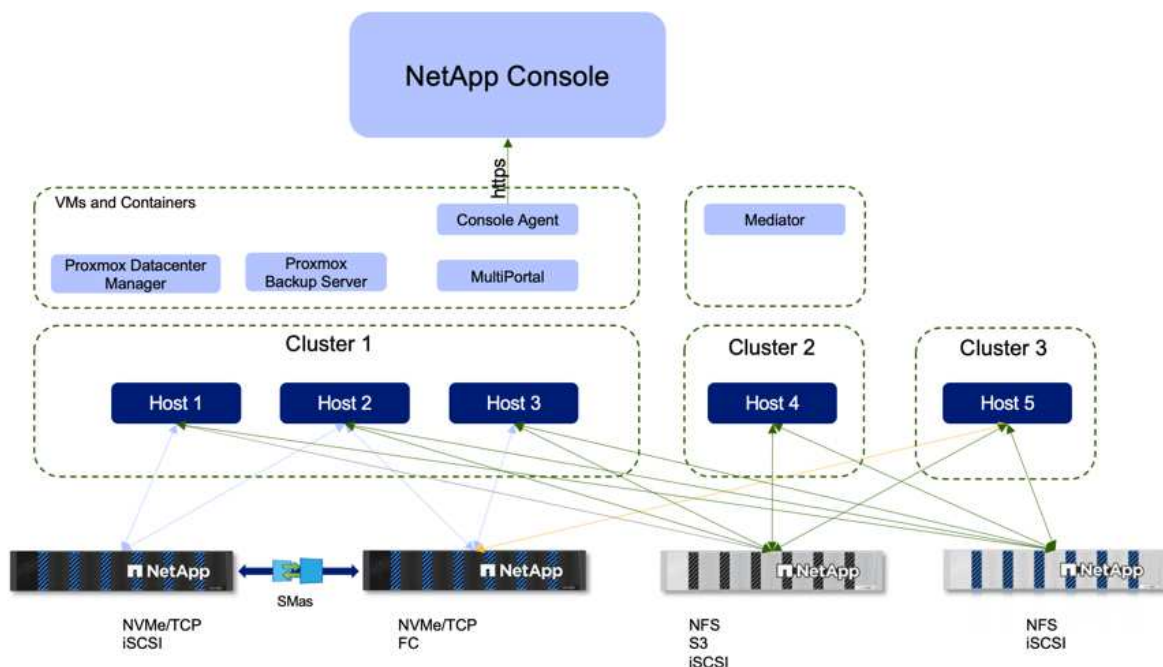 NetApp Console
https
VMs and Containers
Console Agent
Mediator
Proxmox Datacenter
Manager
Proxmox
Backup Server
MultiPortal
Cluster 1
Cluster 2
Cluster 3
Host 1
Host 2
Host 3
Host 4
Host 5
NetApp
NetApp
NetApp
NetApp
SMas
NVMe/TCP
iSCSI
NVMe/TCP
FC
NFS
S3
iSCSI
NFS
iSCSI